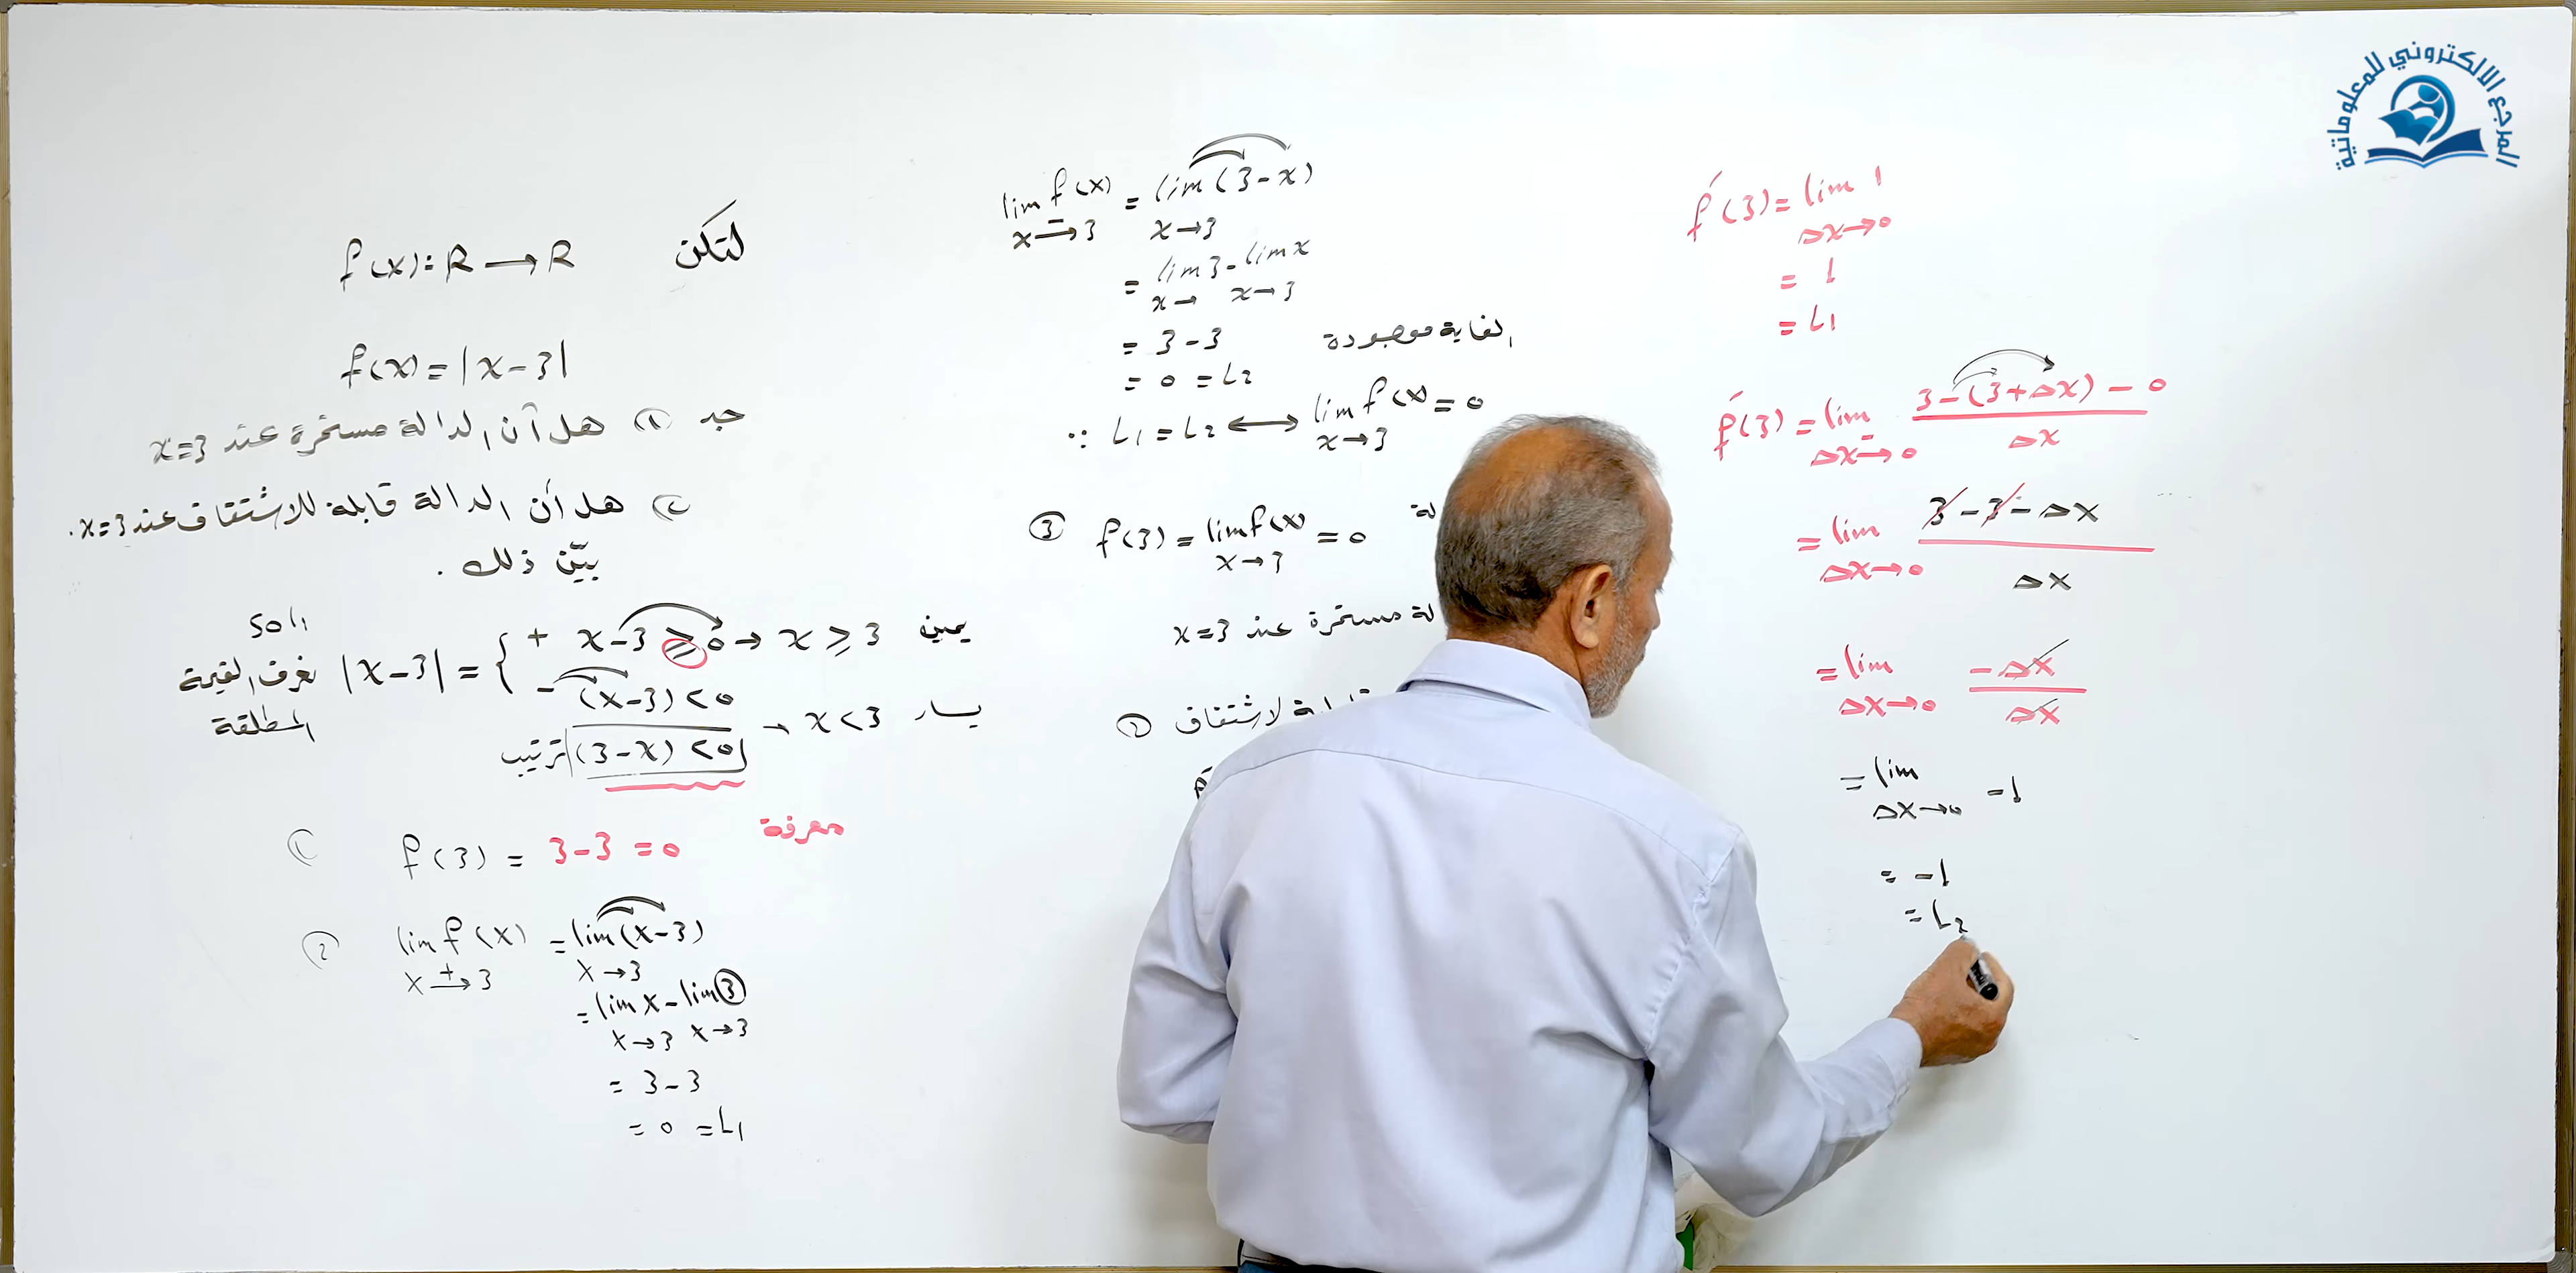 المرجع الالكتروني للمعلوماتية
لتكن f(x): R → R
f(x) = |x-3|
جد ١) هل أن الدالة مستمرة عند x=3
٢) هل أن الدالة قابلة للاشتقاق عند x=3.
بيّن ذلك.
sol:
نعرف القيمة
المطلقة
|x-3| = {
+ x-3 ≥ 0 → x ≥ 3 يمين
- (x-3) < 0
(3-x) < 0 → x < 3 يسار
ترتيب
① f(3) = 3-3 = 0 معرفة
② lim f(x) = lim (x-3)
x →⁺ 3 x→3
= lim x - lim 3
x→3 x→3
= 3-3
= 0 = L₁
lim f(x) = lim (3-x)
x →⁻ 3 x→3
= lim 3 - lim x
x→ x→3
= 3-3
= 0 = L₂ الغاية موجودة
∵ L₁ = L₂ ⟷ lim f(x) = 0
x→3
③ f(3) = lim f(x) = 0
x→3
لة مستمرة عند x=3
لاشتقاق
f́(3) = lim 1
Δx→0
= 1
= L₁
f́(3) = lim 3-(3+Δx)-0
Δx →⁻ 0 Δx
= lim 3-3-Δx
Δx→0 Δx
= lim -Δx
Δx→0 Δx
= lim -1
Δx→0
= -1
= L₂